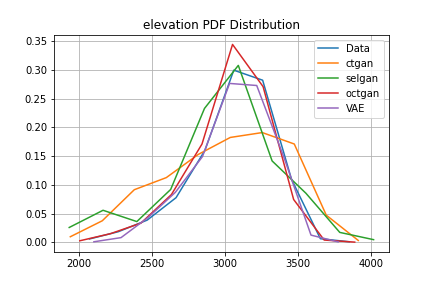 elevation PDF Distribution
0.35
0.30
0.25
0.20
0.15
0.10
0.05
0.00
2000 2500 3000 3500 4000
Data
ctgan
selgan
octgan
VAE